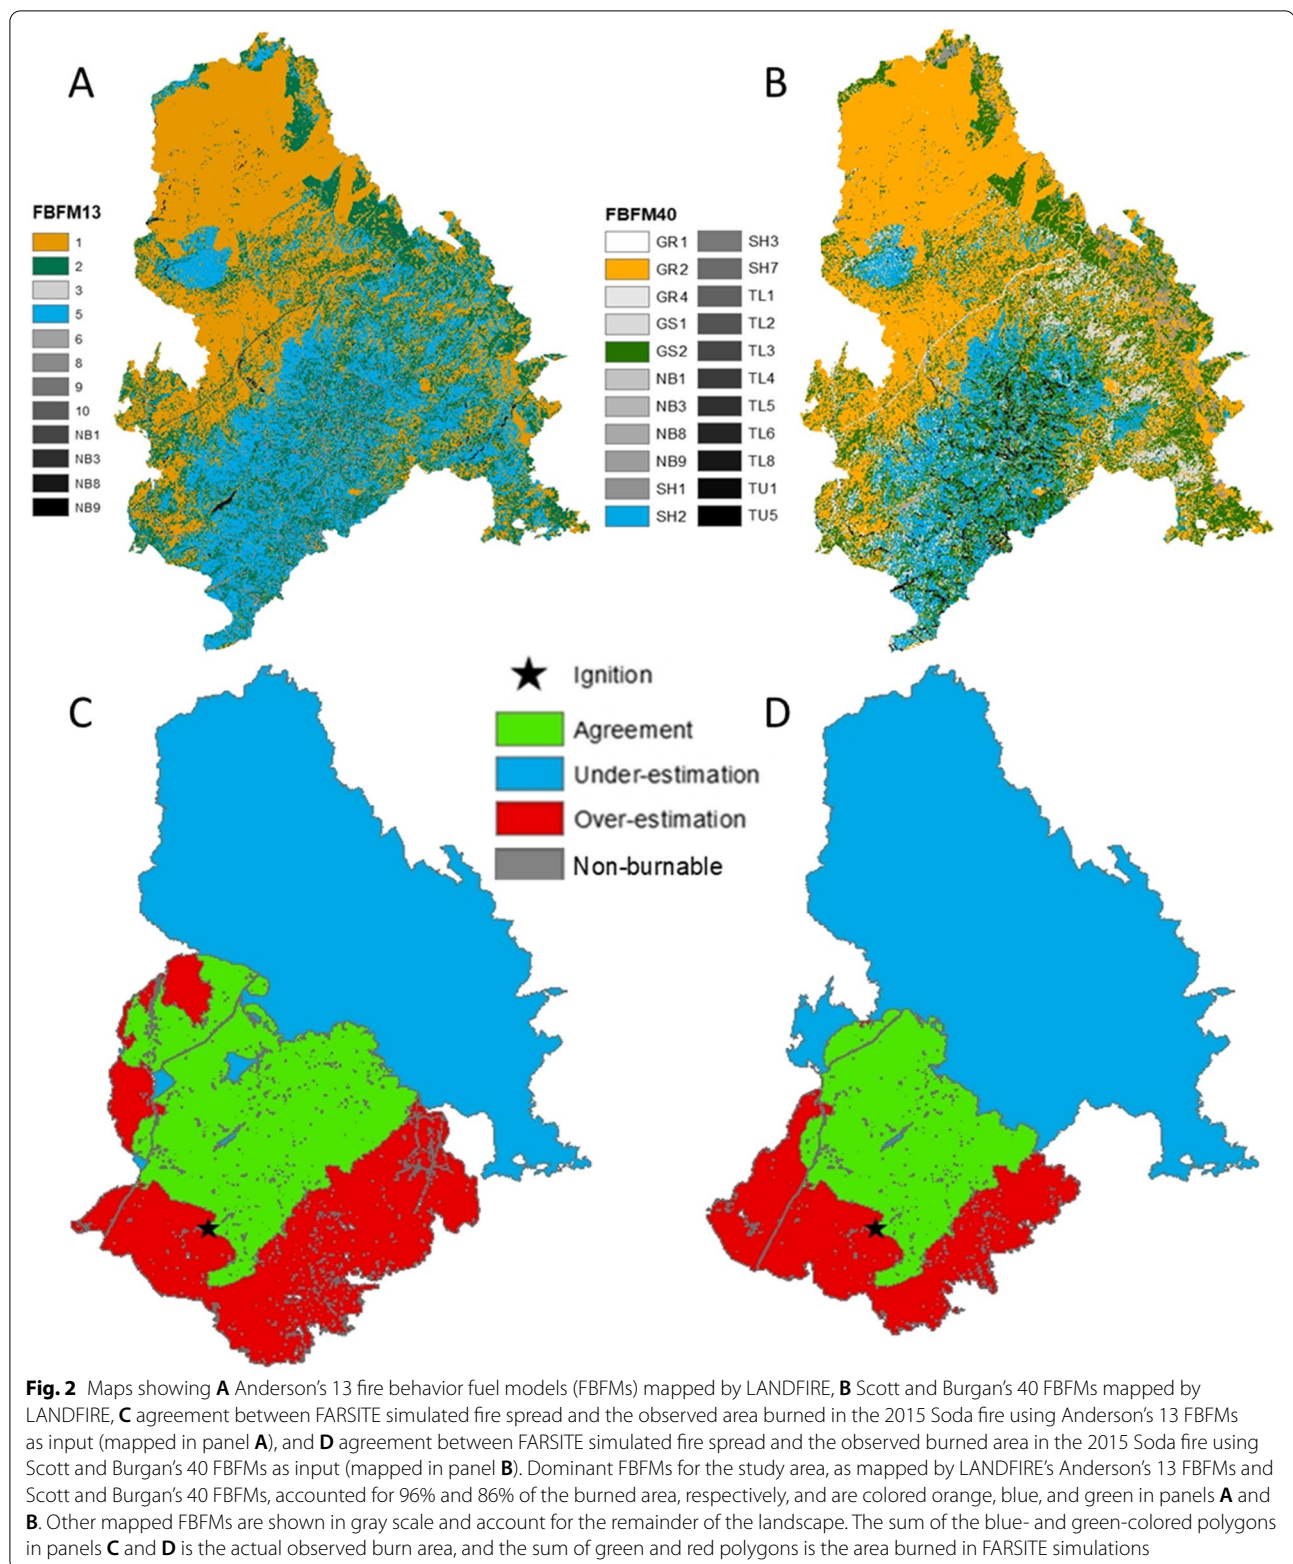 A
B
FBFM13
1
2
3
5
6
8
9
10
NB1
NB3
NB8
NB9
FBFM40
GR1
GR2
GR4
GS1
GS2
NB1
NB3
NB8
NB9
SH1
SH2
SH3
SH7
TL1
TL2
TL3
TL4
TL5
TL6
TL8
TU1
TU5
C
D
Ignition
Agreement
Under-estimation
Over-estimation
Non-burnable
Fig. 2 Maps showing A Anderson's 13 fire behavior fuel models (FBFMs) mapped by LANDFIRE, B Scott and Burgan's 40 FBFMs mapped by
LANDFIRE, C agreement between FARSITE simulated fire spread and the observed area burned in the 2015 Soda fire using Anderson's 13 FBFMs
as input (mapped in panel A), and D agreement between FARSITE simulated fire spread and the observed burned area in the 2015 Soda fire using
Scott and Burgan's 40 FBFMs as input (mapped in panel B). Dominant FBFMs for the study area, as mapped by LANDFIRE's Anderson's 13 FBFMs and
Scott and Burgan's 40 FBFMs, accounted for 96% and 86% of the burned area, respectively, and are colored orange, blue, and green in panels A and
B. Other mapped FBFMs are shown in gray scale and account for the remainder of the landscape. The sum of the blue- and green-colored polygons
in panels C and D is the actual observed burn area, and the sum of green and red polygons is the area burned in FARSITE simulations